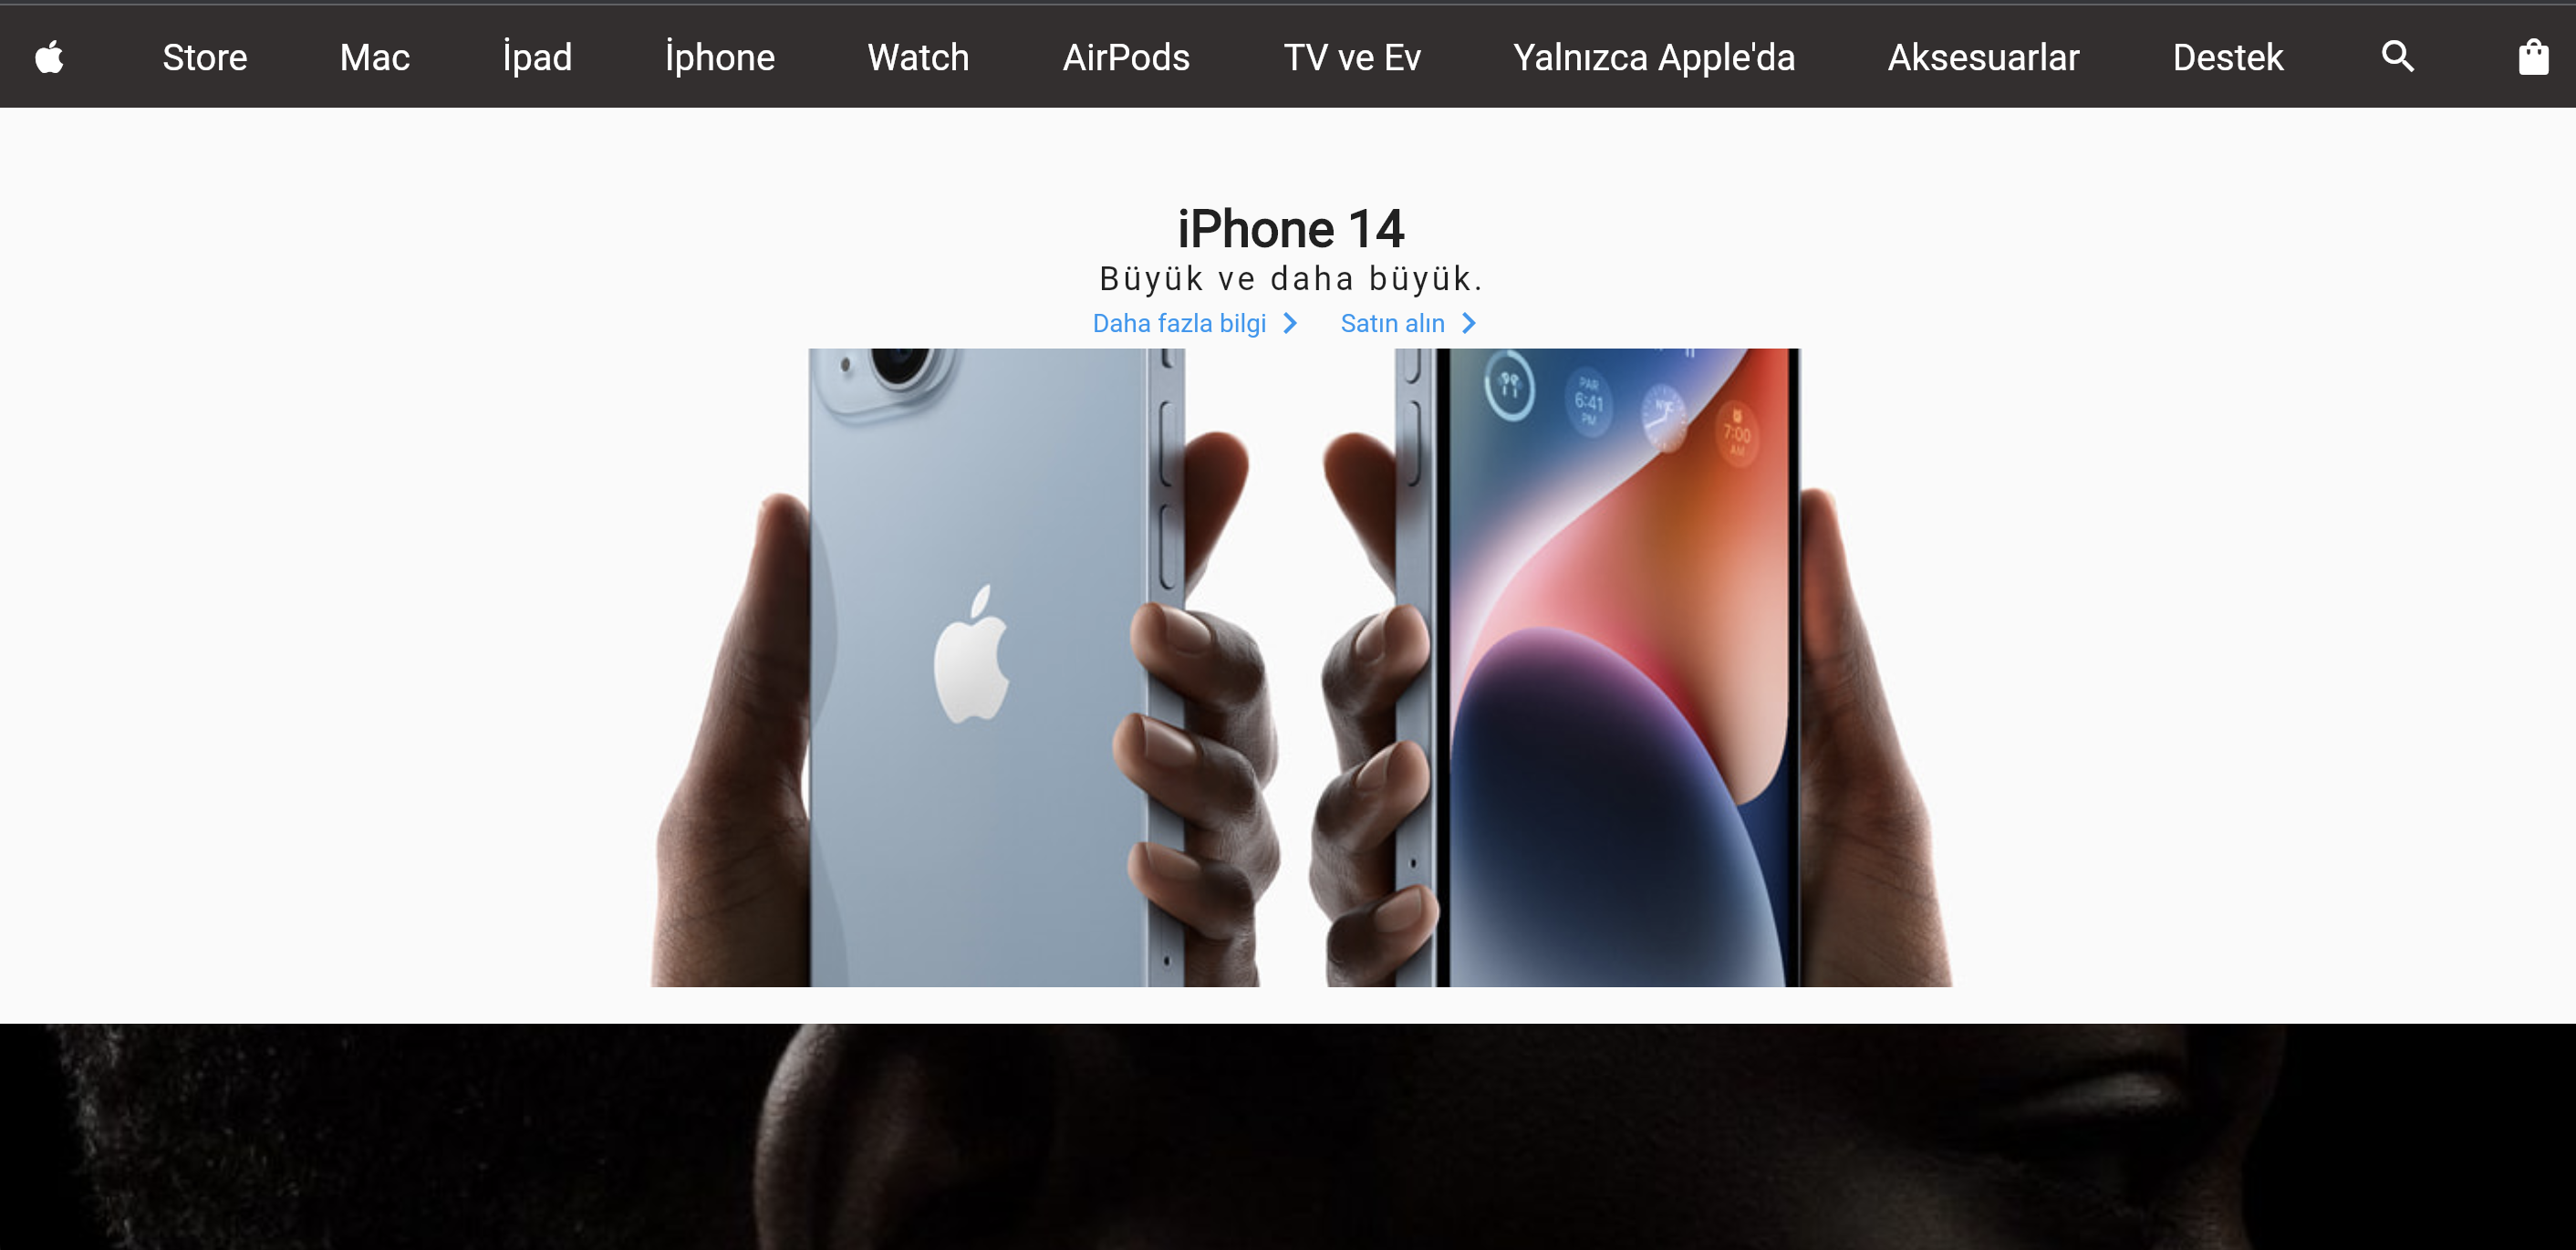 Store Mac İpad İphone Watch AirPods TV ve Ev Yalnızca Apple'da Aksesuarlar Destek
iPhone 14
Büyük ve daha büyük.
Daha fazla bilgi Satın alın
PAR
6:41
PM
NYC
7:00
AM